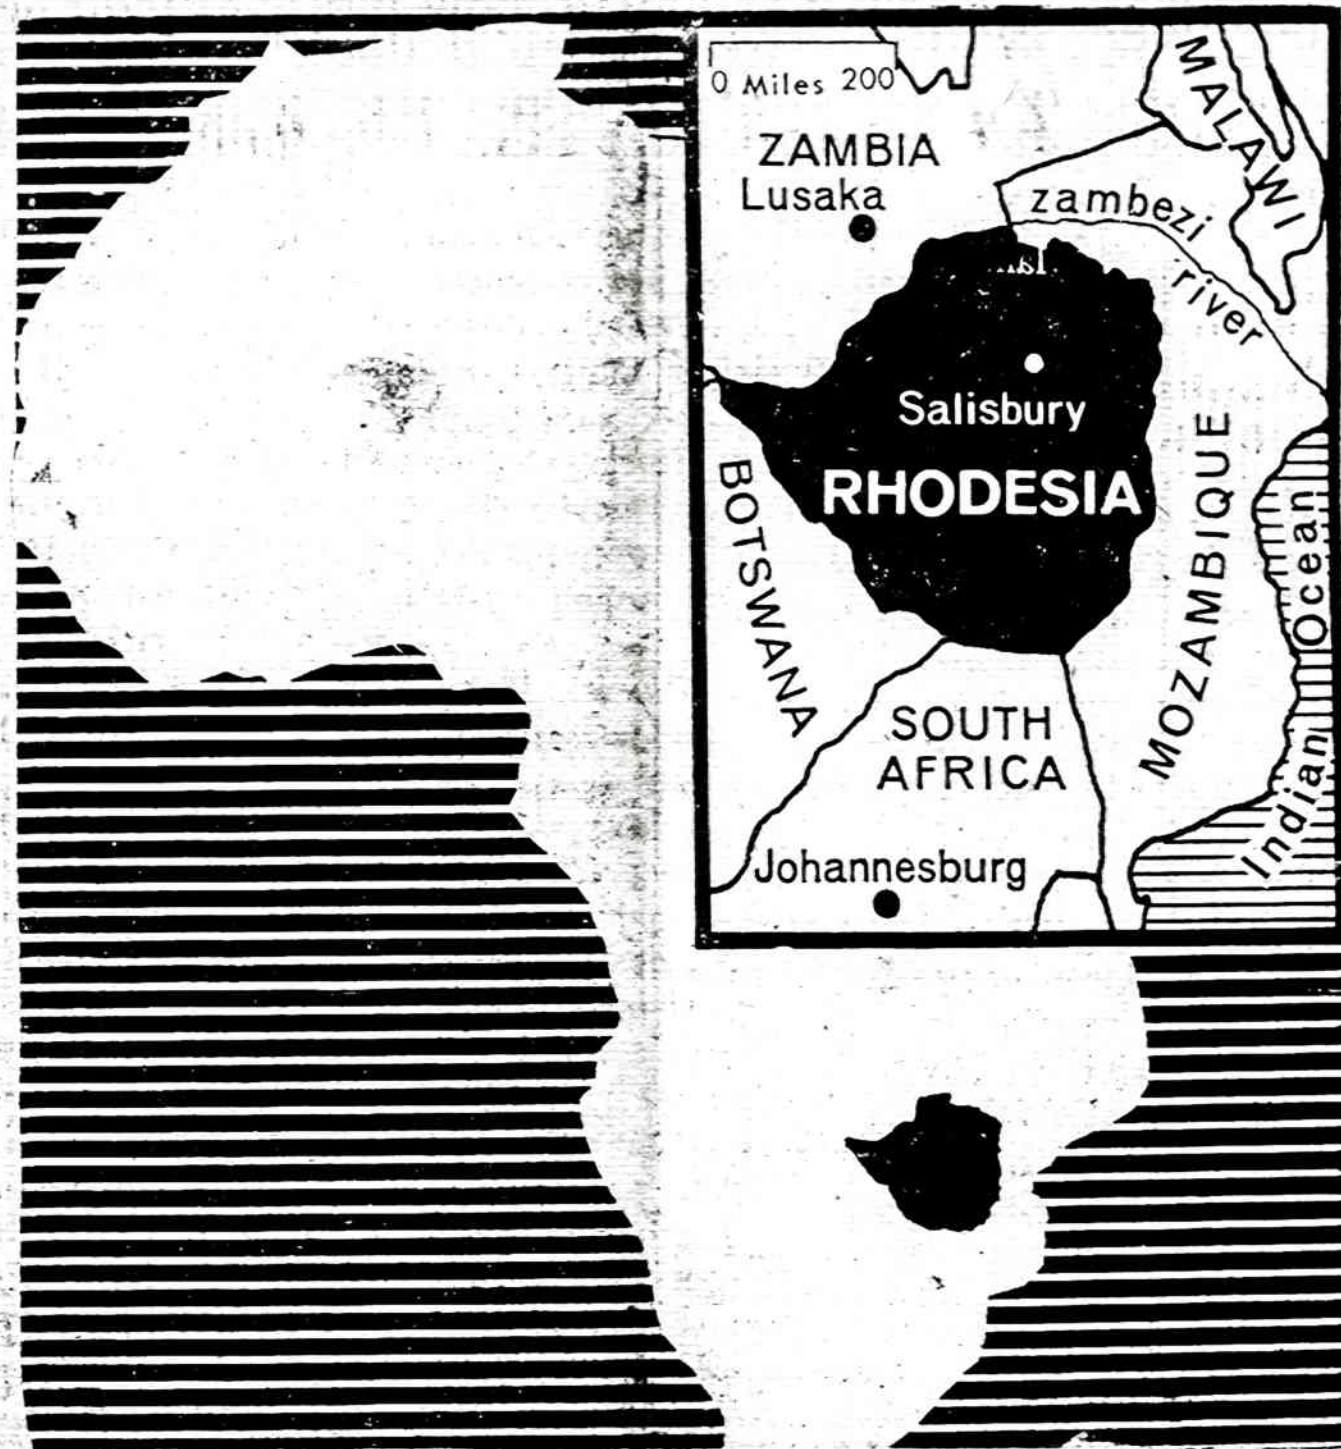 0 Miles 200
MALAWI
ZAMBIA
Lusaka
zambezi
river
Salisbury
RHODESIA
BOTSWANA
MOZAMBIQUE
Indian Ocean
SOUTH
AFRICA
Johannesburg